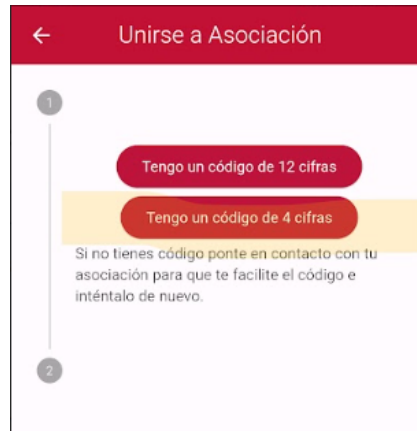 Unirse a Asociación
1
Tengo un código de 12 cifras
Tengo un código de 4 cifras
Si no tienes código ponte en contacto con tu
asociación para que te facilite el código e
inténtalo de nuevo.
2